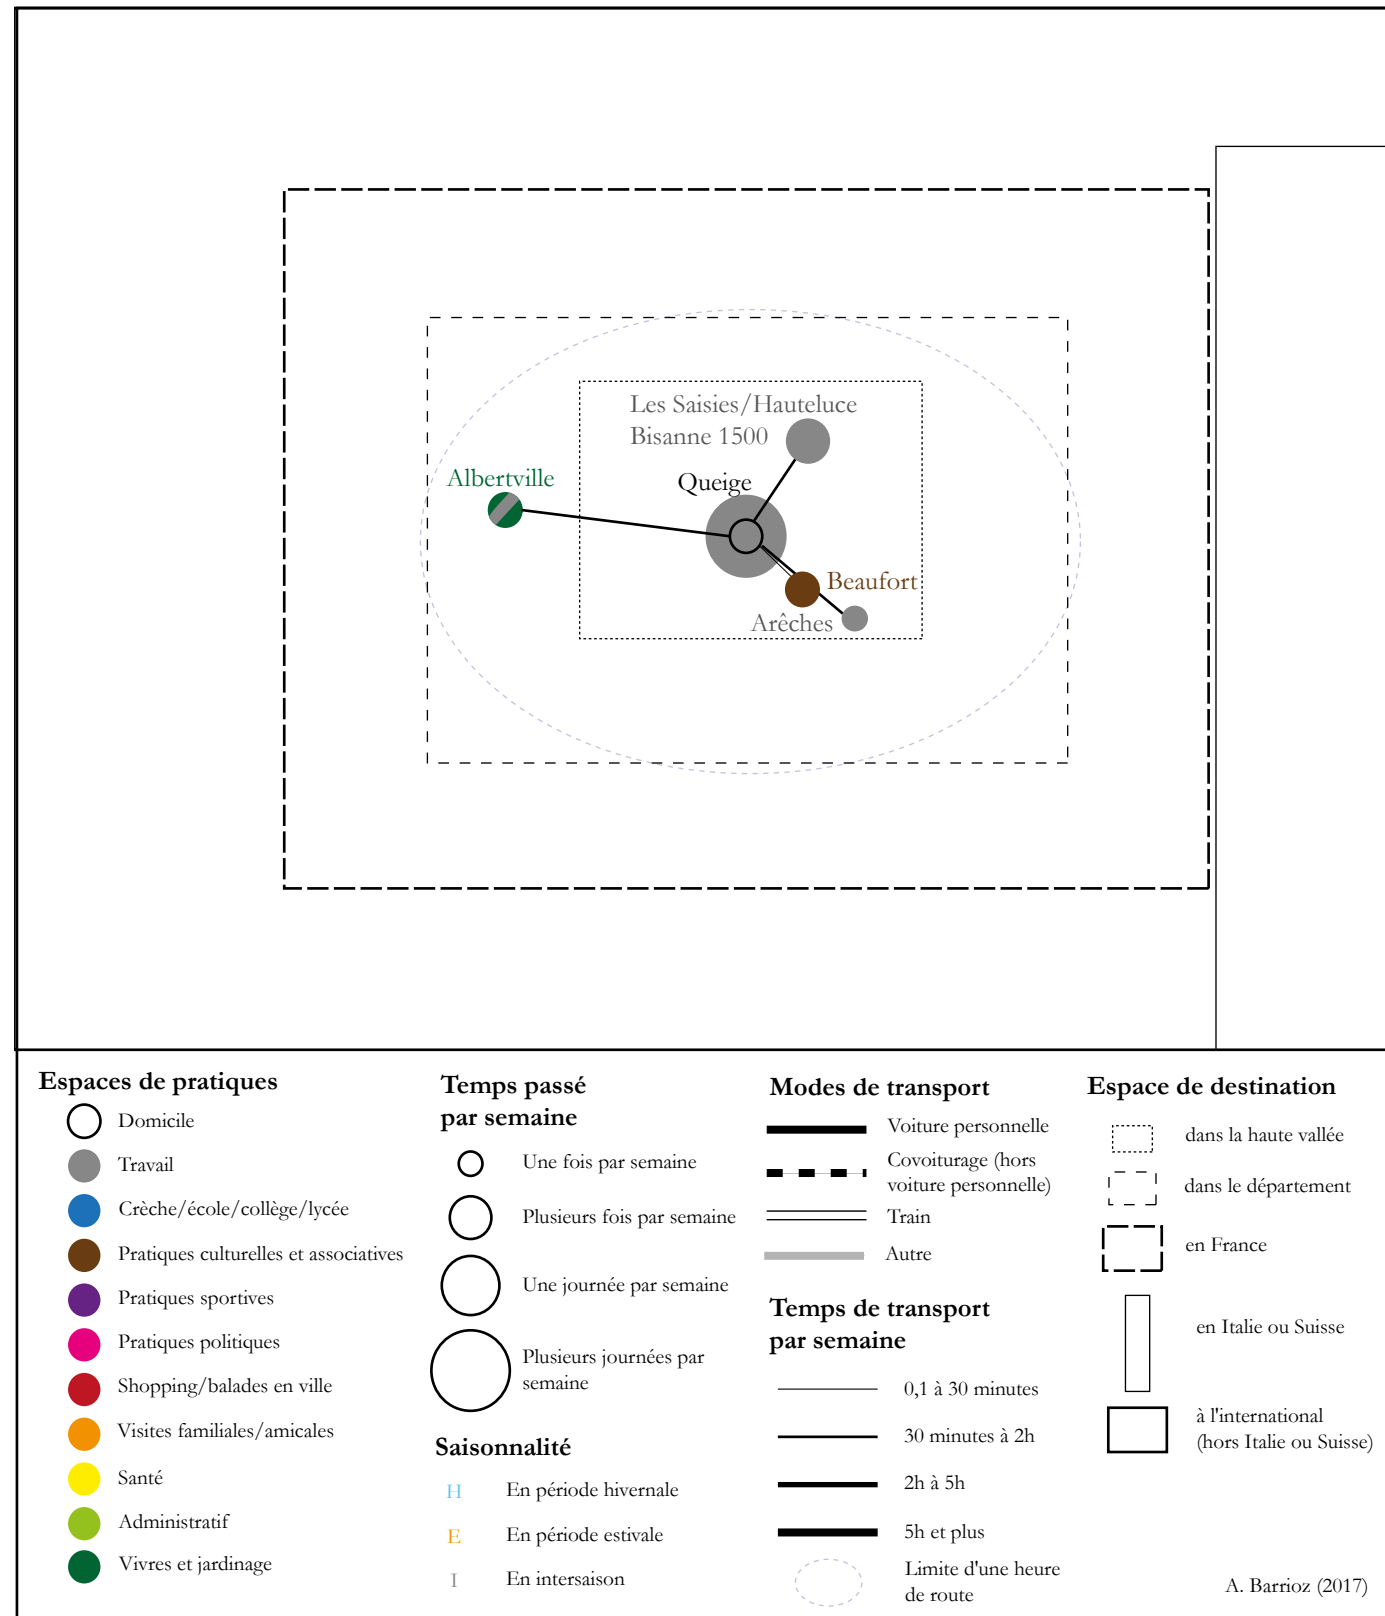 Les Saisies/Hauteluce
Bisanne 1500
Albertville
Queige
Beaufort
Arêches
Espaces de pratiques
Domicile
Travail
Crèche/école/collège/lycée
Pratiques culturelles et associatives
Pratiques sportives
Pratiques politiques
Shopping/balades en ville
Visites familiales/amicales
Santé
Administratif
Vivres et jardinage
Temps passé
par semaine
Une fois par semaine
Plusieurs fois par semaine
Une journée par semaine
Plusieurs journées par
semaine
Saisonnalité
H En période hivernale
E En période estivale
I En intersaison
Modes de transport
Voiture personnelle
Covoiturage (hors
voiture personnelle)
Train
Autre
Temps de transport
par semaine
0,1 à 30 minutes
30 minutes à 2h
2h à 5h
5h et plus
Limite d'une heure
de route
Espace de destination
dans la haute vallée
dans le département
en France
en Italie ou Suisse
à l'international
(hors Italie ou Suisse)
A. Barrioz (2017)